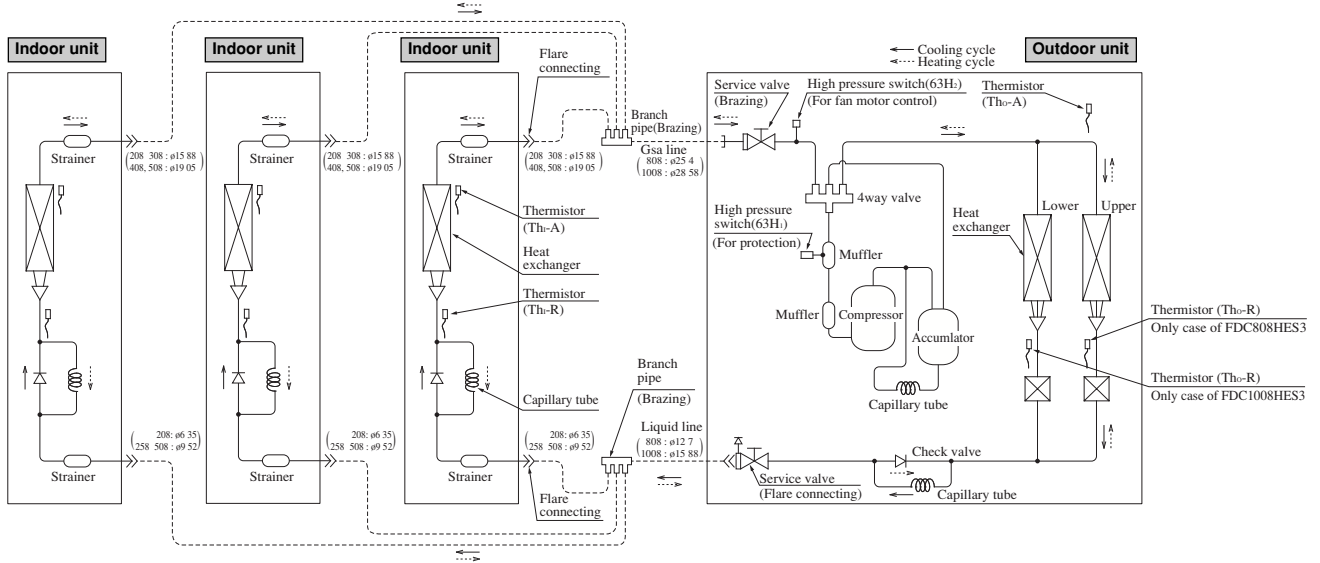 Indoor unit
Indoor unit
Indoor unit
Outdoor unit
Cooling cycle
Heating cycle
Flare
connecting
Service valve
(Brazing)
High pressure switch(63H2)
(For fan motor control)
Thermistor
(Tho-A)
Branch
pipe(Brazing)
Gsa line
(808 : ø25 4
1008 : ø28 58)
Strainer
(208 308 : ø15 88
408, 508 : ø19 05)
Strainer
(208 308 : ø15 88
408, 508 : ø19 05)
Strainer
(208 308 : ø15 88
408, 508 : ø19 05)
4way valve
High pressure
switch(63H1)
(For protection)
Muffler
Muffler
Compressor
Accumlator
Capillary tube
Heat
exchanger
Lower
Upper
Thermistor
(ThI-A)
Heat
exchanger
Thermistor
(ThI-R)
Capillary tube
Thermistor (Tho-R)
Only case of FDC808HES3
Thermistor (Tho-R)
Only case of FDC1008HES3
Branch
pipe
(Brazing)
Liquid line
(808 : ø12 7
1008 : ø15 88)
(208: ø6 35
258 508 : ø9 52)
Strainer
(208: ø6 35
258 508 : ø9 52)
Strainer
(208: ø6 35
258 508 : ø9 52)
Strainer
Flare
connecting
Service valve
(Flare connecting)
Check valve
Capillary tube